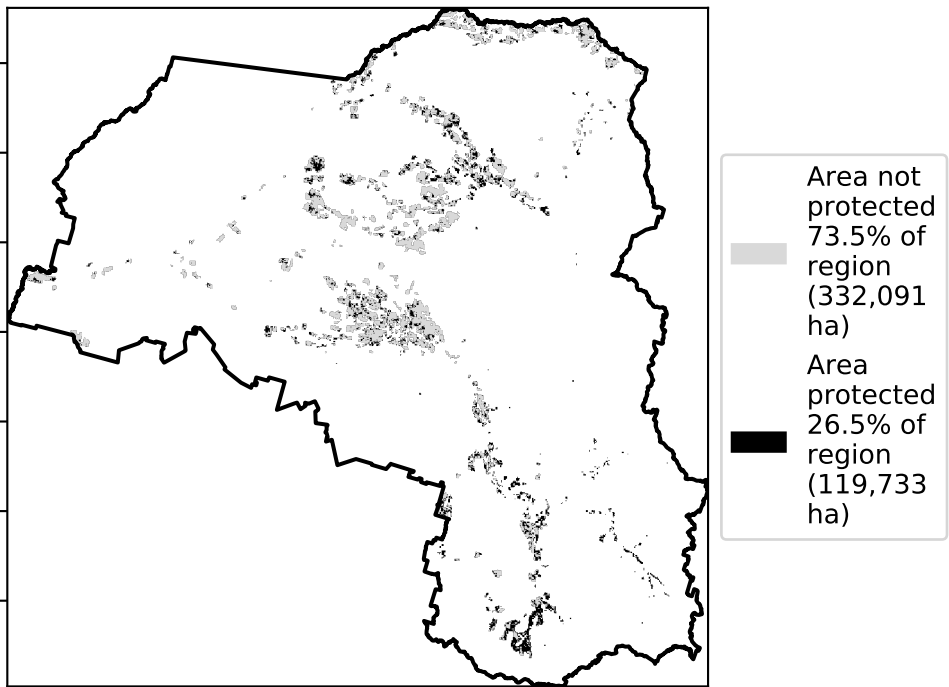 Area not
protected
73.5% of
region
(332,091
ha)
Area
protected
26.5% of
region
(119,733
ha)